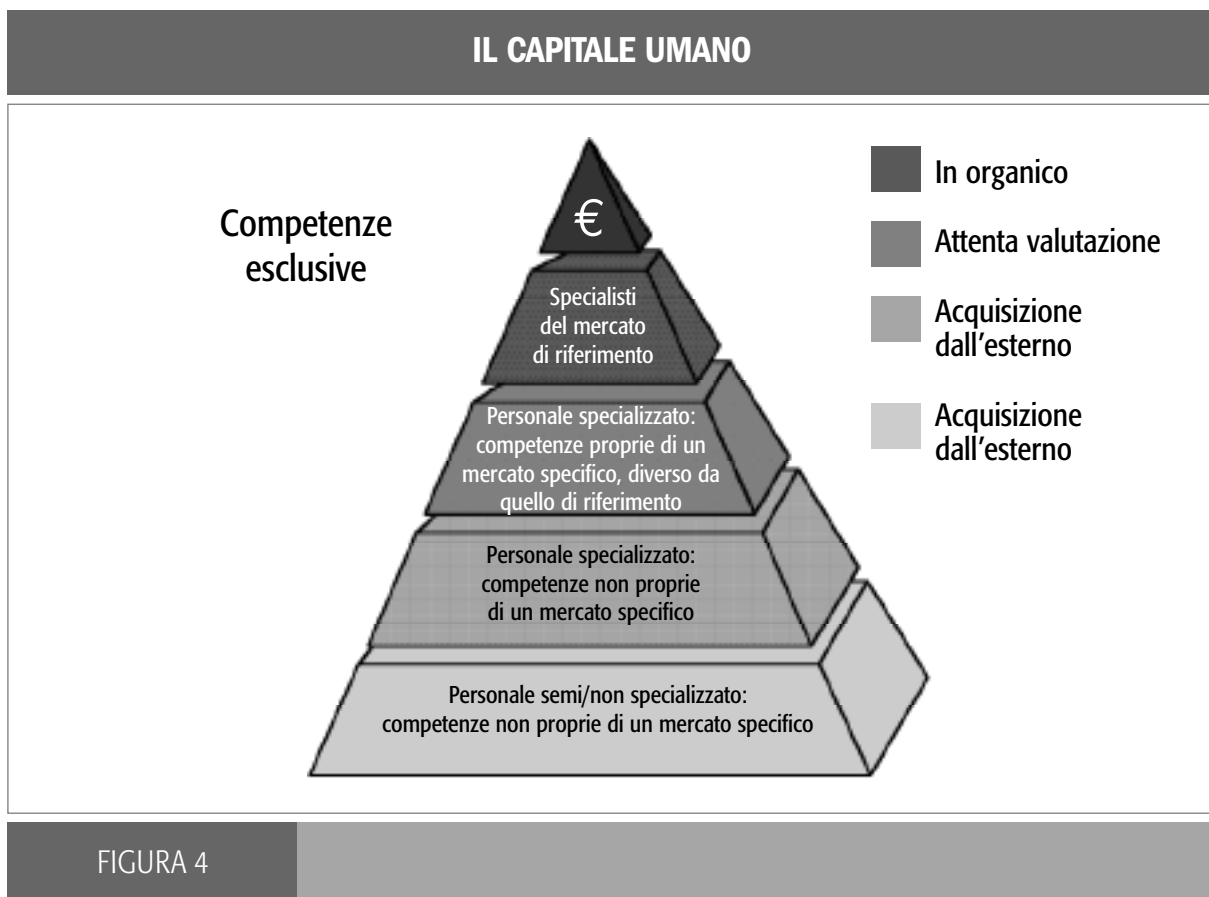 IL CAPITALE UMANO
Competenze
esclusive
€
Specialisti
del mercato
di riferimento
Personale specializzato:
competenze proprie di un
mercato specifico, diverso da
quello di riferimento
Personale specializzato:
competenze non proprie
di un mercato specifico
Personale semi/non specializzato:
competenze non proprie di un mercato specifico
In organico
Attenta valutazione
Acquisizione
dall'esterno
Acquisizione
dall'esterno
FIGURA 4